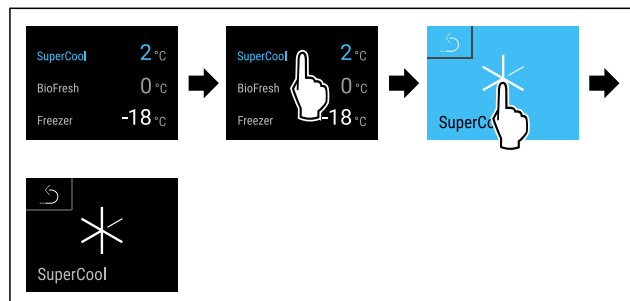 SuperCool 2 °C
BioFresh 0 °C
Freezer -18 °C
SuperCool 2 °C
BioFresh 0 °C
Freezer -18 °C
SuperCo
SuperCool